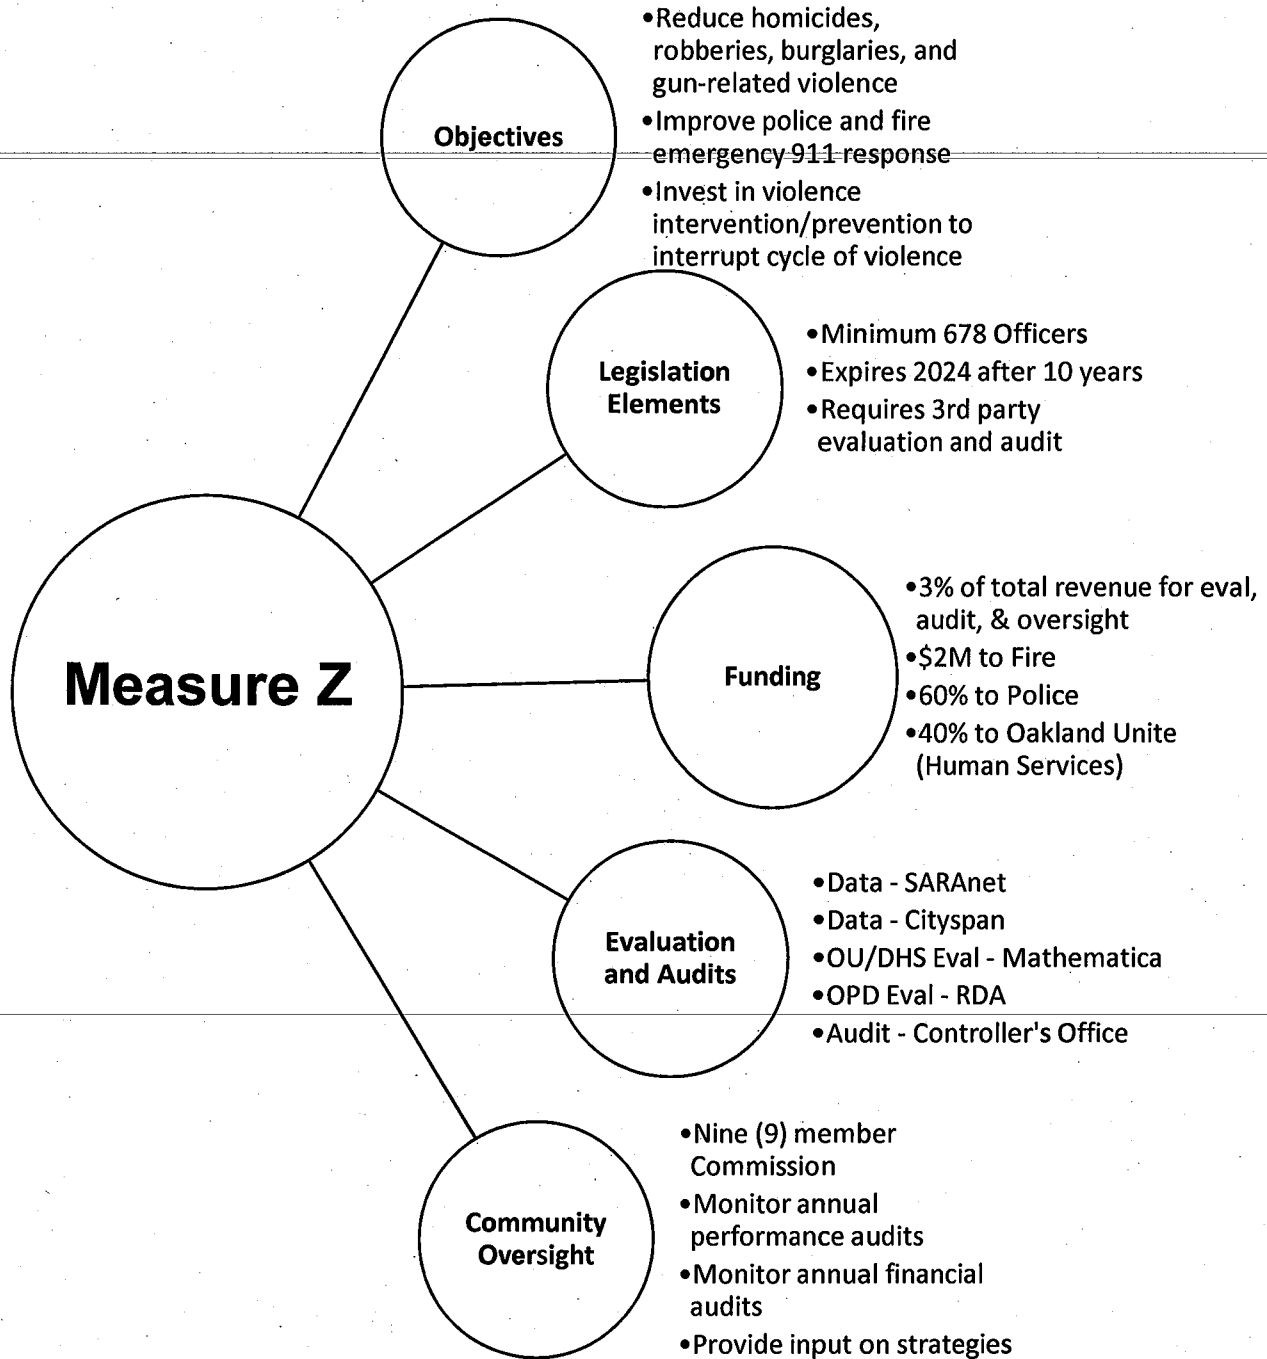 Measure Z
Objectives
•Reduce homicides,
robberies, burglaries, and
gun-related violence
•Improve police and fire
emergency 911 response
•Invest in violence
intervention/prevention to
interrupt cycle of violence
Legislation
Elements
•Minimum 678 Officers
•Expires 2024 after 10 years
•Requires 3rd party
evaluation and audit
Funding
•3% of total revenue for eval,
audit, & oversight
•$2M to Fire
•60% to Police
•40% to Oakland Unite
(Human Services)
Evaluation
and Audits
•Data - SARAnet
•Data - Cityspan
•OU/DHS Eval - Mathematica
•OPD Eval - RDA
•Audit - Controller's Office
Community
Oversight
•Nine (9) member
Commission
•Monitor annual
performance audits
•Monitor annual financial
audits
•Provide input on strategies